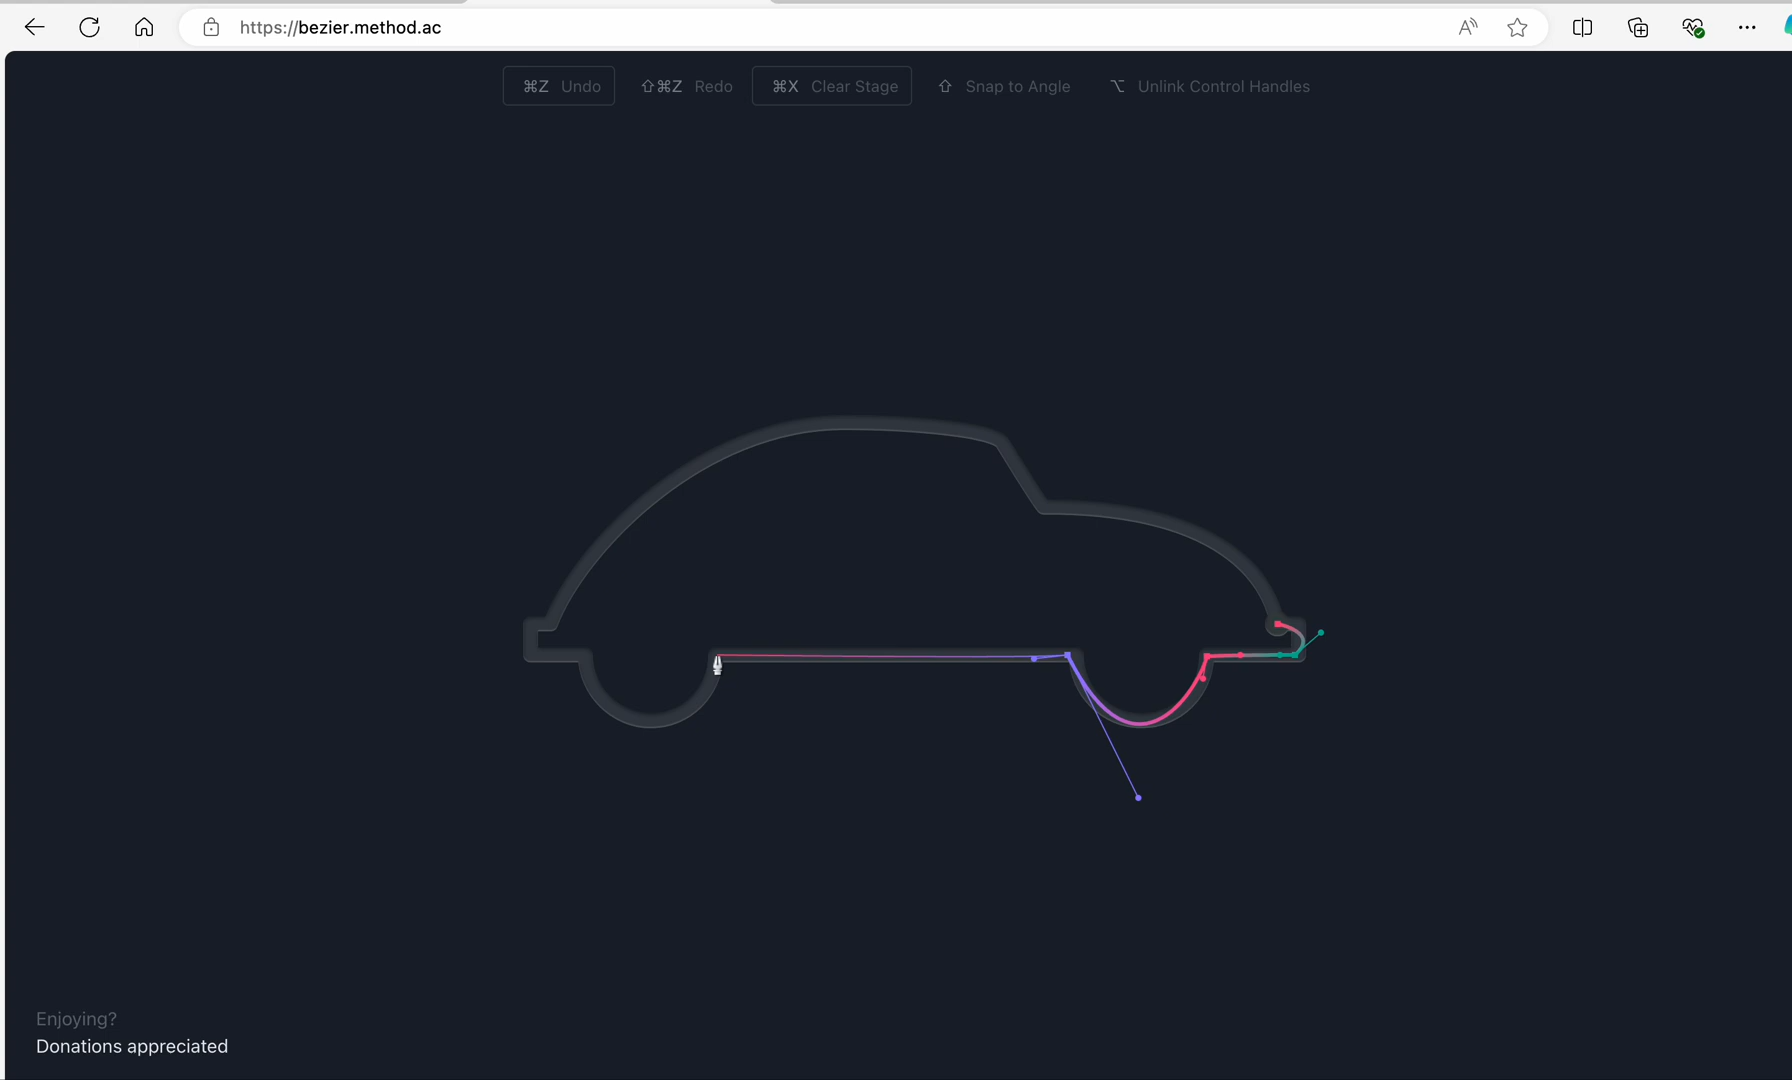 https://bezier.method.ac
⌘Z Undo ⇧⌘Z Redo ⌘X Clear Stage ⇧ Snap to Angle ⌥ Unlink Control Handles
Enjoying?
Donations appreciated